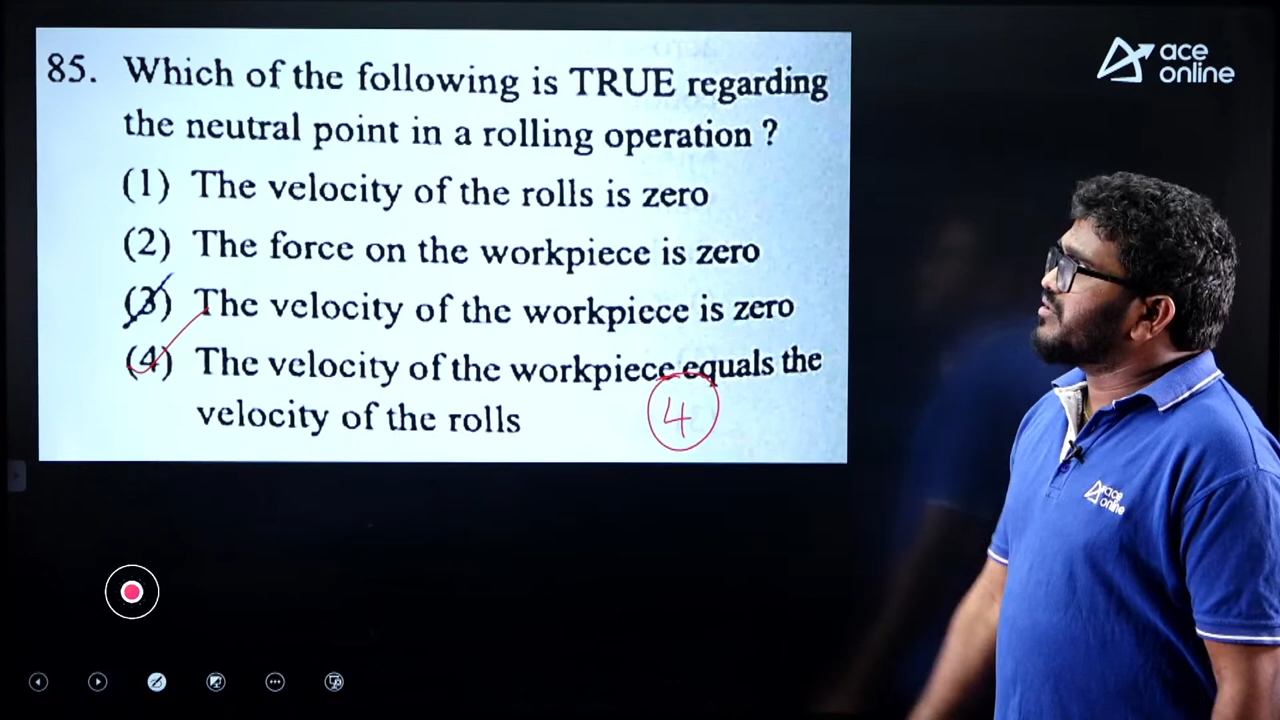 85. Which of the following is TRUE regarding
the neutral point in a rolling operation ?
(1) The velocity of the rolls is zero
(2) The force on the workpiece is zero
(3) The velocity of the workpiece is zero
(4) The velocity of the workpiece equals the
velocity of the rolls
4
ace
online
ace
online